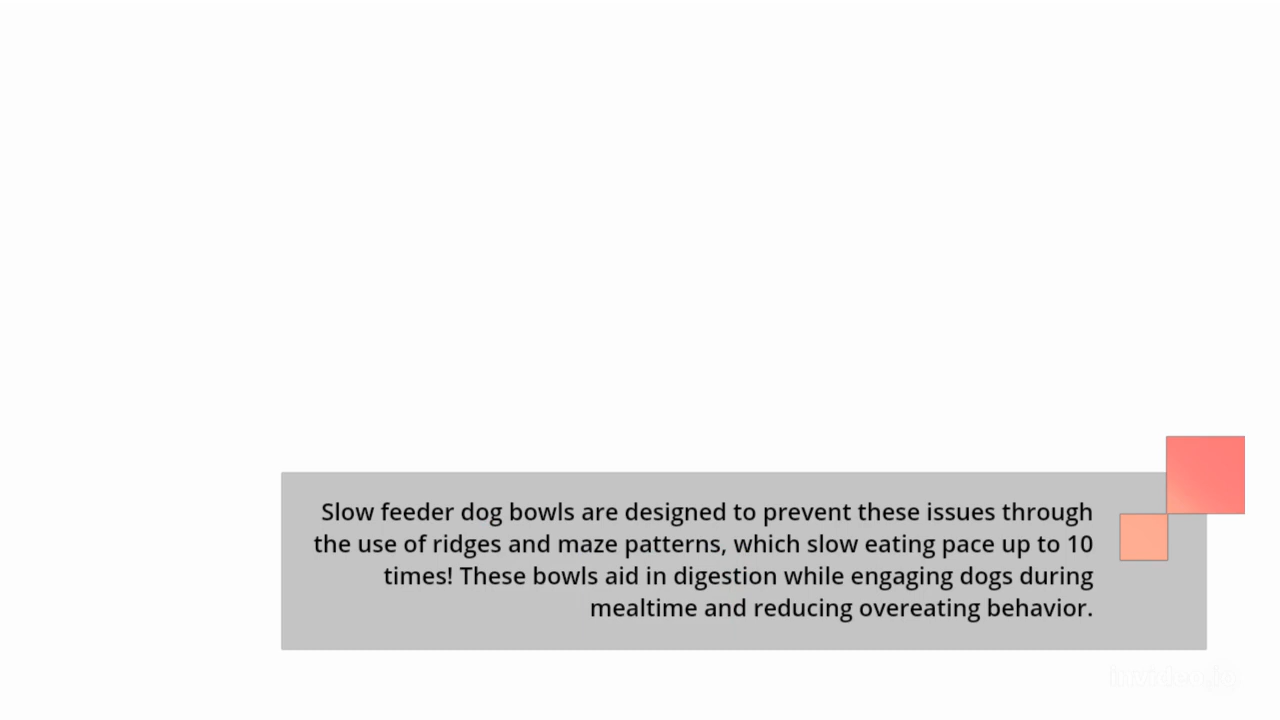 Slow feeder dog bowls are designed to prevent these issues through
the use of ridges and maze patterns, which slow eating pace up to 10
times! These bowls aid in digestion while engaging dogs during
mealtime and reducing overeating behavior.
invideo.io